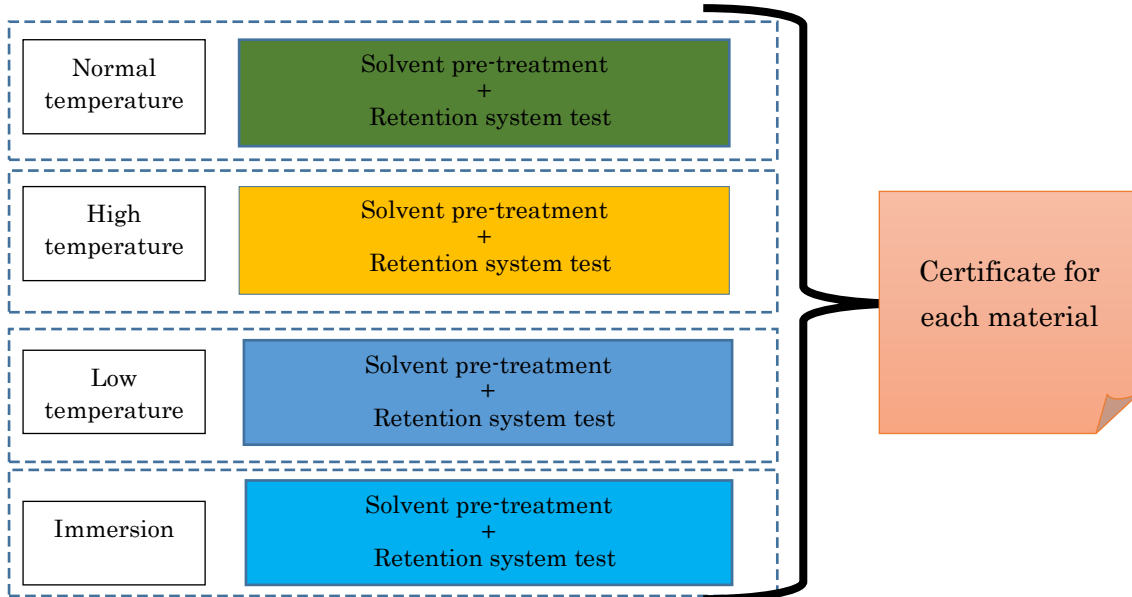 Normal
temperature
Solvent pre-treatment
+
Retention system test
High
temperature
Solvent pre-treatment
+
Retention system test
Low
temperature
Solvent pre-treatment
+
Retention system test
Immersion
Solvent pre-treatment
+
Retention system test
Certificate for
each material